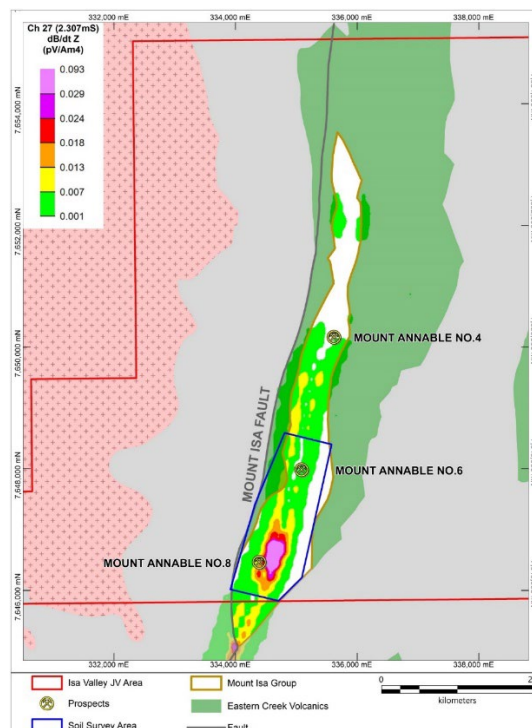 332,000 mE
334,000 mE
336,000 mE
338,000 mE
Ch 27 (2.307mS)
dB/dt Z
(pV/Am4)
0.093
0.029
0.024
0.018
0.013
0.007
0.001
7,654,000 mN
7,652,000 mN
7,650,000 mN
7,648,000 mN
7,646,000 mN
MOUNT ANNABLE NO.4
MOUNT ISA FAULT
MOUNT ANNABLE NO.6
MOUNT ANNABLE NO.8
332,000 mE
334,000 mE
336,000 mE
338,000 mE
Isa Valley JV Area
Mount Isa Group
0
2
Prospects
Eastern Creek Volcanics
kilometers
Soil Survey Area
Fault